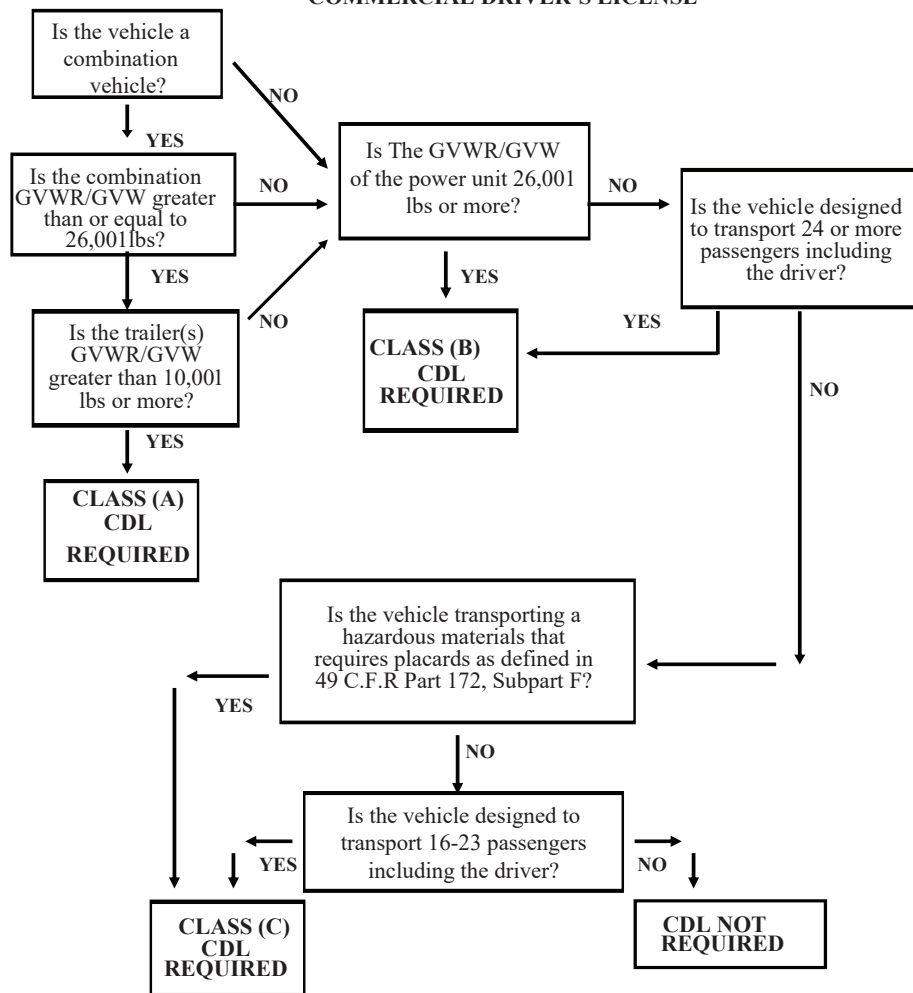 COMMERCIAL DRIVER'S LICENSE
Is the vehicle a
combination
vehicle?
NO
YES
Is the combination
GVWR/GVW greater
than or equal to
26,001lbs?
NO
Is The GVWR/GVW
of the power unit 26,001
lbs or more?
NO
Is the vehicle designed
to transport 24 or more
passengers including
the driver?
YES
NO
YES
YES
Is the trailer(s)
GVWR/GVW
greater than 10,001
lbs or more?
CLASS (B)
CDL
REQUIRED
NO
YES
CLASS (A)
CDL
REQUIRED
Is the vehicle transporting a
hazardous materials that
requires placards as defined in
49 C.F.R Part 172, Subpart F?
YES
NO
Is the vehicle designed to
transport 16-23 passengers
including the driver?
YES
NO
CLASS (C)
CDL
REQUIRED
CDL NOT
REQUIRED